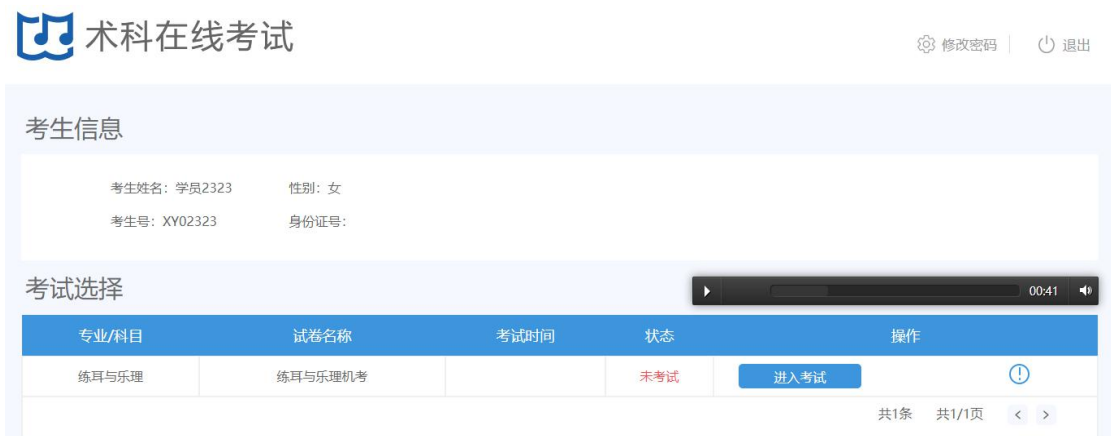 术科在线考试
修改密码 退出
考生信息
考生姓名：学员2323 性别：女
考生号：XY02323 身份证号：
考试选择
00:41
专业/科目 试卷名称 考试时间 状态 操作
练耳与乐理 练耳与乐理机考 未考试 进入考试
共1条 共1/1页 < >